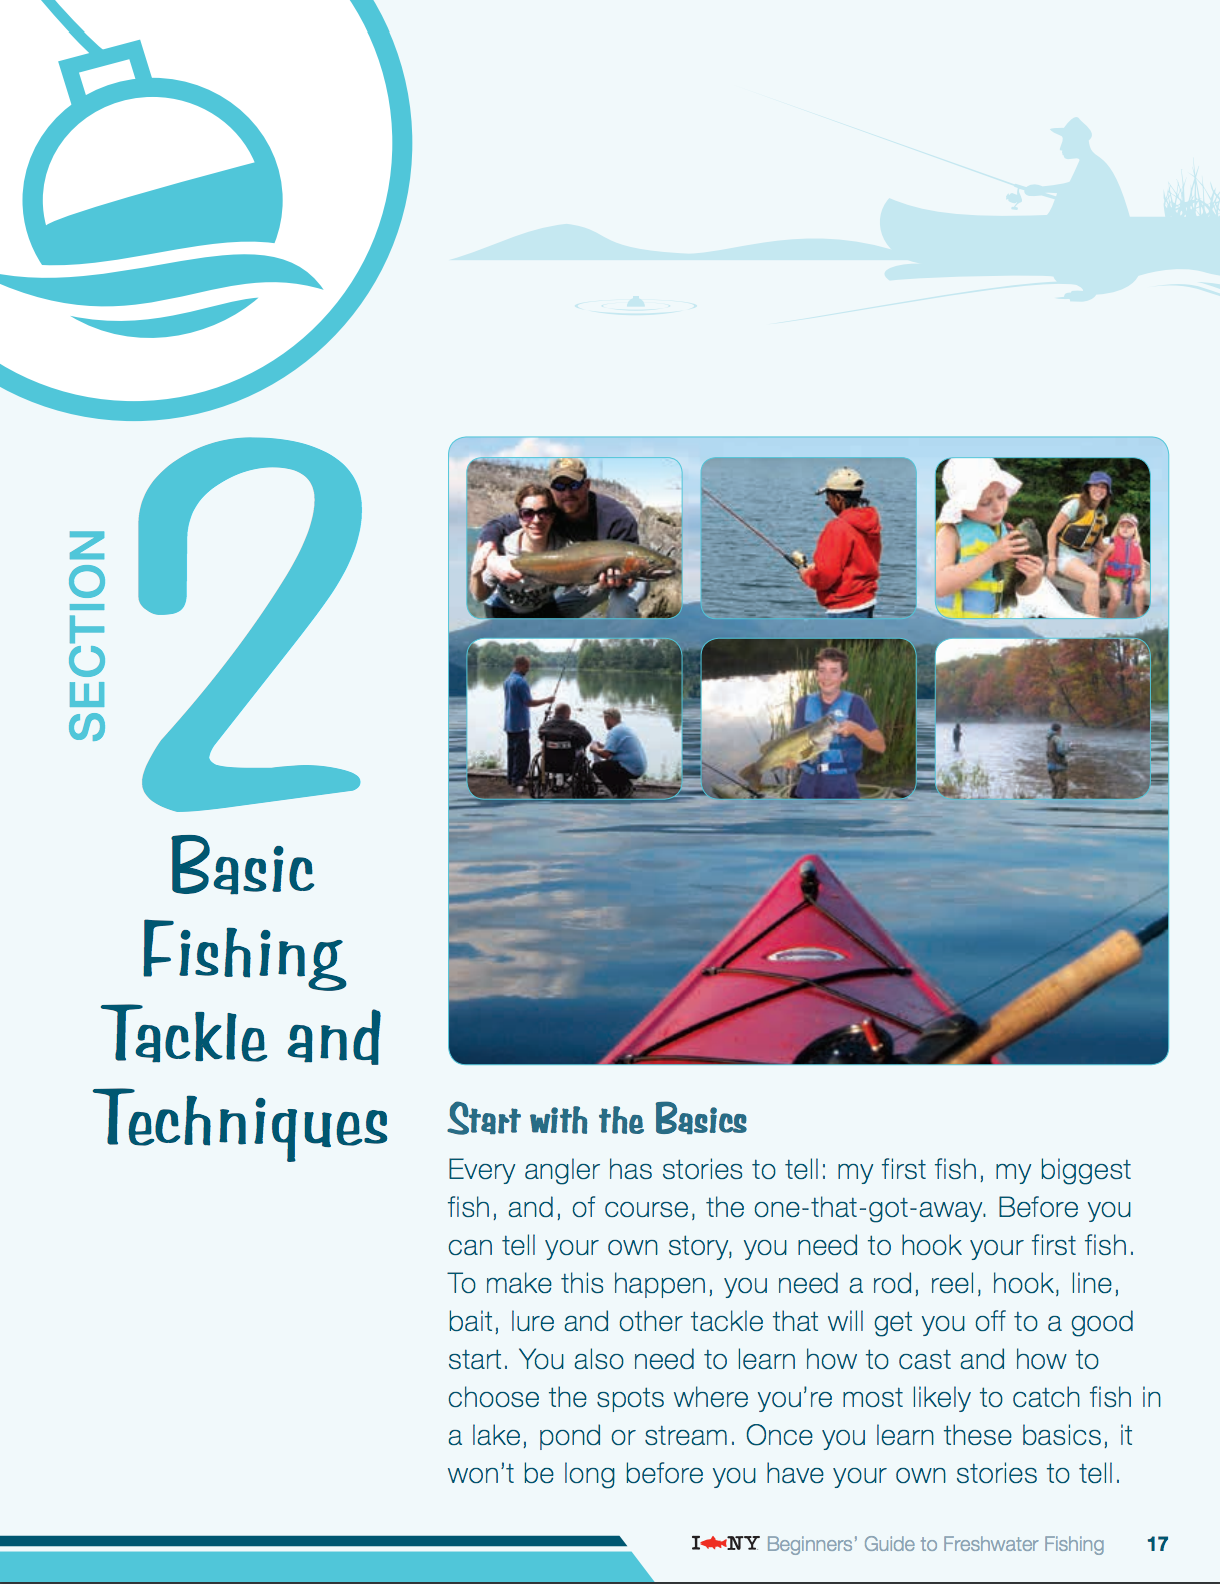 SECTION
2
Basic
Fishing
Tackle and
Techniques
Start with the Basics
Every angler has stories to tell: my first fish, my biggest
fish, and, of course, the one-that-got-away. Before you
can tell your own story, you need to hook your first fish.
To make this happen, you need a rod, reel, hook, line,
bait, lure and other tackle that will get you off to a good
start. You also need to learn how to cast and how to
choose the spots where you’re most likely to catch fish in
a lake, pond or stream. Once you learn these basics, it
won’t be long before you have your own stories to tell.
I NY Beginners’ Guide to Freshwater Fishing 17